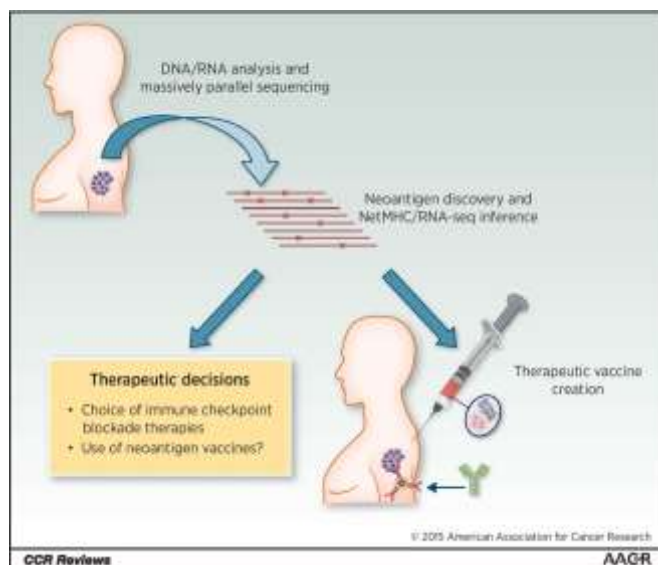 DNA/RNA analysis and
massively parallel sequencing
Neoantigen discovery and
NetMHC/RNA-seq inference
Therapeutic decisions
• Choice of immune checkpoint
blockade therapies
• Use of neoantigen vaccines?
Therapeutic vaccine
creation
© 2015 American Association for Cancer Research
CCR Reviews
AACR